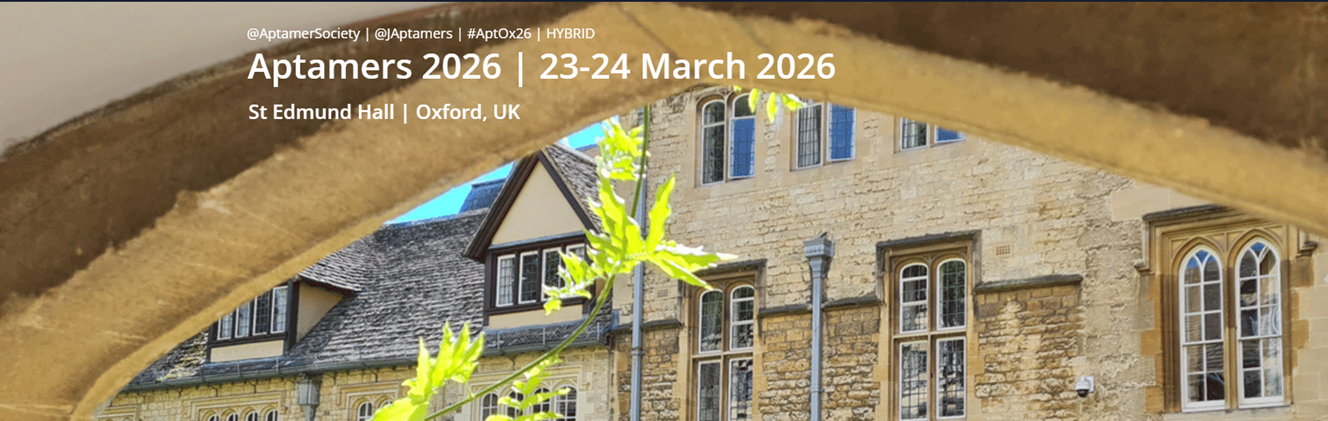 @AptamerSociety | @JAptamers | #AptOx26 | HYBRID
Aptamers 2026 | 23-24 March 2026
St Edmund Hall | Oxford, UK